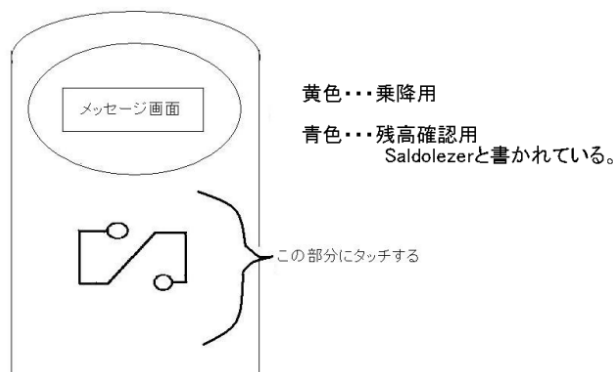 メッセージ画面
黄色・・・乗降用
青色・・・残高確認用
Saldolezerと書かれている。
この部分にタッチする